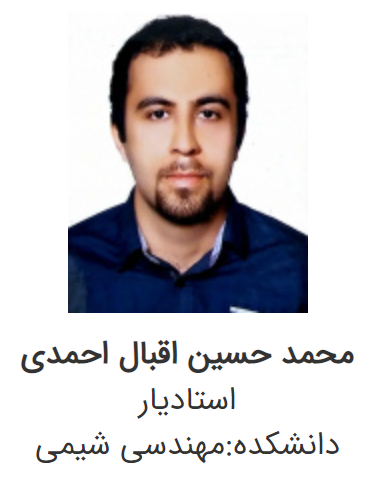 محمد حسین اقبال احمدی
استادیار
دانشکده:مهندسی شیمی